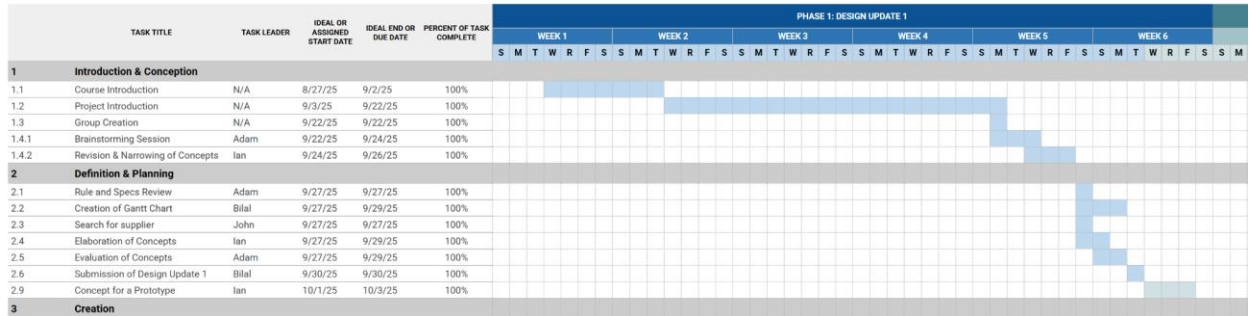 PHASE 1: DESIGN UPDATE 1
TASK TITLE TASK LEADER IDEAL OR ASSIGNED START DATE IDEAL END OR DUE DATE PERCENT OF TASK COMPLETE
WEEK 1 WEEK 2 WEEK 3 WEEK 4 WEEK 5 WEEK 6
S M T W R F S S M T W R F S S M T W R F S S M T W R F S S M T W R F S S M T W R F S S M
1 Introduction & Conception
1.1 Course Introduction N/A 8/27/25 9/2/25 100%
1.2 Project Introduction N/A 9/3/25 9/22/25 100%
1.3 Group Creation N/A 9/22/25 9/22/25 100%
1.4.1 Brainstorming Session Adam 9/22/25 9/24/25 100%
1.4.2 Revision & Narrowing of Concepts Ian 9/24/25 9/26/25 100%
2 Definition & Planning
2.1 Rule and Specs Review Adam 9/27/25 9/27/25 100%
2.2 Creation of Gantt Chart Bilal 9/27/25 9/29/25 100%
2.3 Search for supplier John 9/27/25 9/27/25 100%
2.4 Elaboration of Concepts Ian 9/27/25 9/29/25 100%
2.5 Evaluation of Concepts Adam 9/27/25 9/29/25 100%
2.6 Submission of Design Update 1 Bilal 9/30/25 9/30/25 100%
2.9 Concept for a Prototype Ian 10/1/25 10/3/25 100%
3 Creation